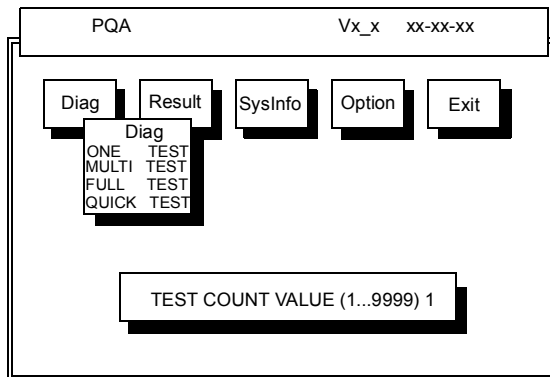 PQA Vx_x xx-xx-xx
Diag Result SysInfo Option Exit
Diag
ONE TEST
MULTI TEST
FULL TEST
QUICK TEST
TEST COUNT VALUE (1...9999) 1